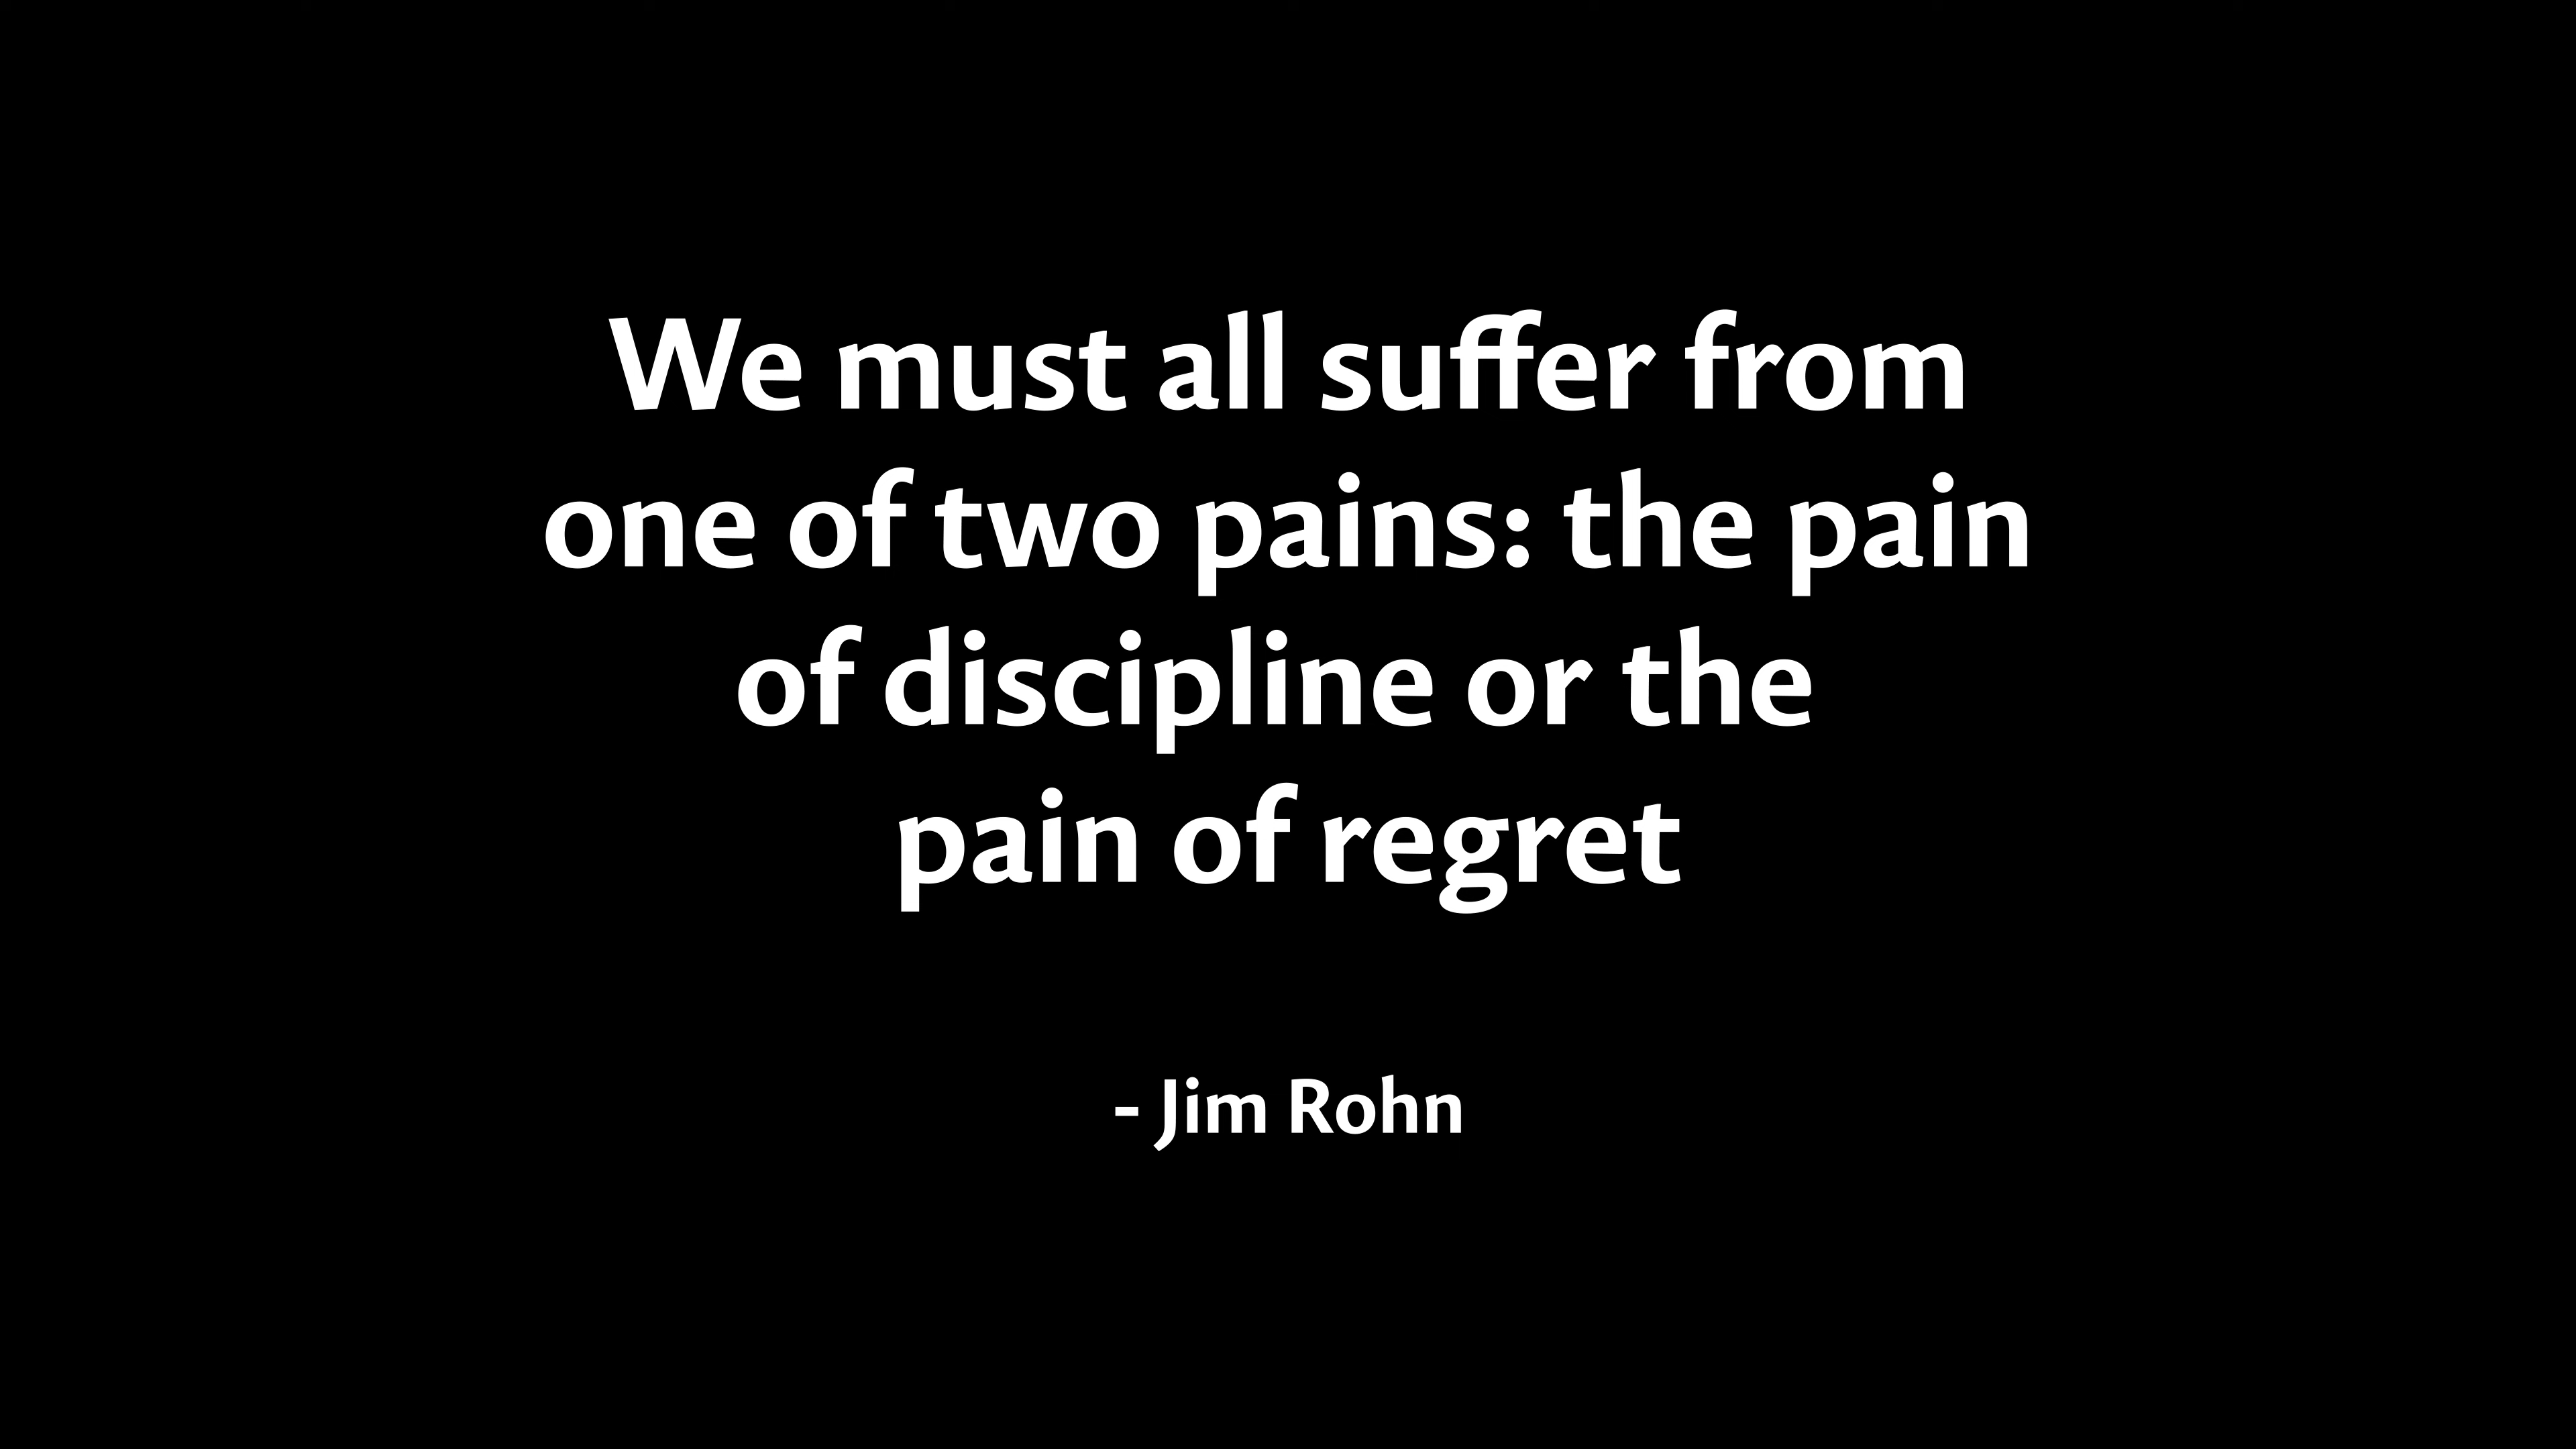 We must all suffer from
one of two pains: the pain
of discipline or the
pain of regret
- Jim Rohn